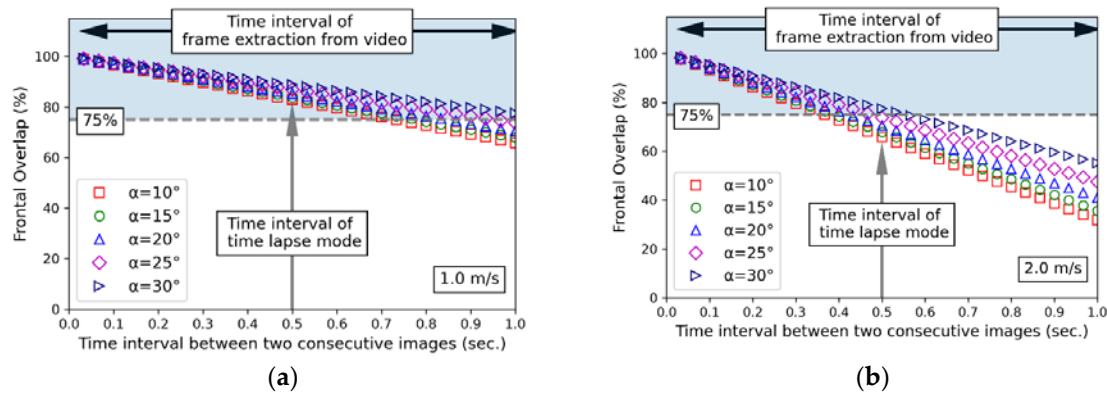 Time interval of
frame extraction from video
100
80
60
40
20
0
Frontal Overlap (%)
75%
α=10°
α=15°
α=20°
α=25°
α=30°
Time interval of
time lapse mode
1.0 m/s
0.0 0.1 0.2 0.3 0.4 0.5 0.6 0.7 0.8 0.9 1.0
Time interval between two consecutive images (sec.)
(a)
Time interval of
frame extraction from video
100
80
60
40
20
0
Frontal Overlap (%)
75%
α=10°
α=15°
α=20°
α=25°
α=30°
Time interval of
time lapse mode
2.0 m/s
0.0 0.1 0.2 0.3 0.4 0.5 0.6 0.7 0.8 0.9 1.0
Time interval between two consecutive images (sec.)
(b)